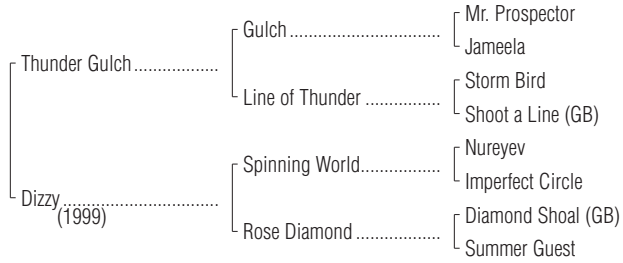 Mr. Prospector
Gulch ................................
Jameela
Thunder Gulch ..................
Storm Bird
Line of Thunder ................
Shoot a Line (GB)
Nureyev
Spinning World.................
Imperfect Circle
Dizzy .................................
(1999)
Diamond Shoal (GB)
Rose Diamond ..................
Summer Guest